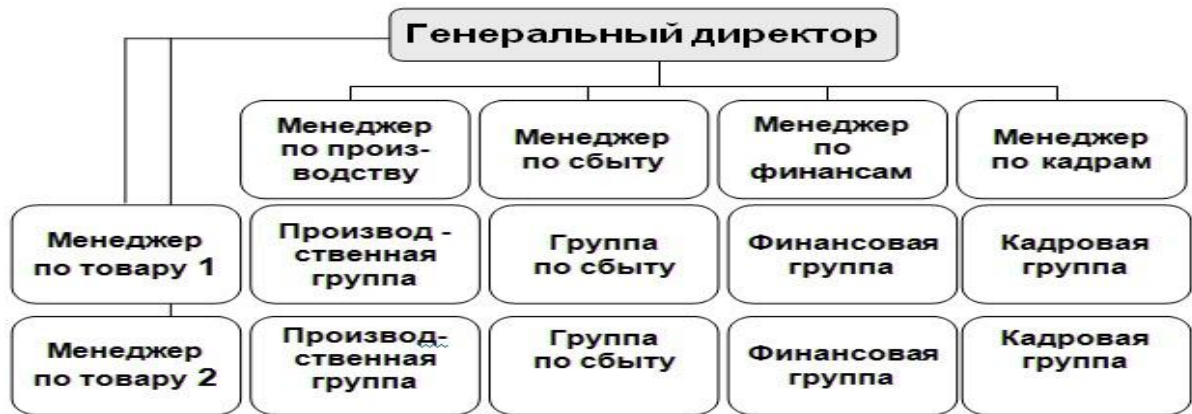 Генеральный директор
Менеджер
по произ-
водству
Менеджер
по сбыту
Менеджер
по
финансам
Менеджер
по кадрам
Менеджер
по товару 1
Производ -
ственная
группа
Группа
по сбыту
Финансовая
группа
Кадровая
группа
Менеджер
по товару 2
Производ-
ственная
группа
Группа
по сбыту
Финансовая
группа
Кадровая
группа